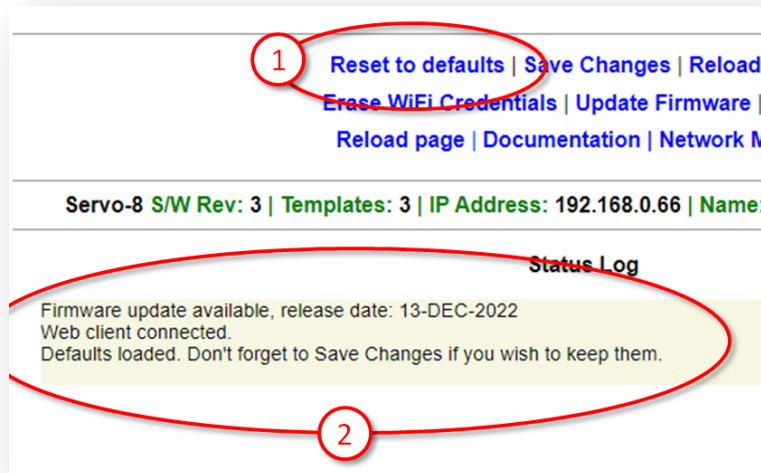 1
Reset to defaults | Save Changes | Reload
Erase WiFi Credentials | Update Firmware |
Reload page | Documentation | Network
Servo-8 S/W Rev: 3 | Templates: 3 | IP Address: 192.168.0.66 | Name:
Status Log
Firmware update available, release date: 13-DEC-2022
Web client connected.
Defaults loaded. Don't forget to Save Changes if you wish to keep them.
2